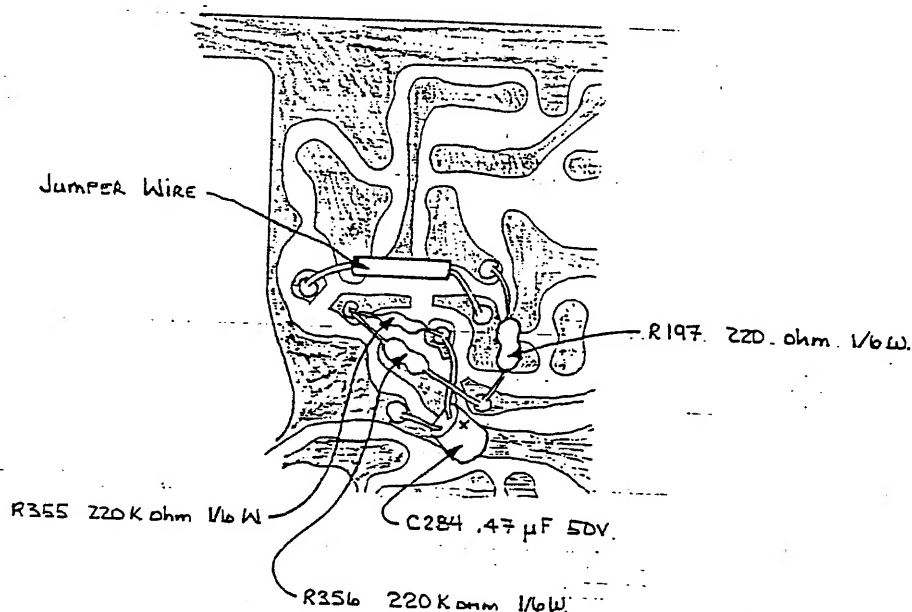 Jumper Wire
R197. 220. ohm. 1/6W.
R355 220K ohm 1/6W
C284 .47 µF 50V.
R356 220K ohm 1/6W
x